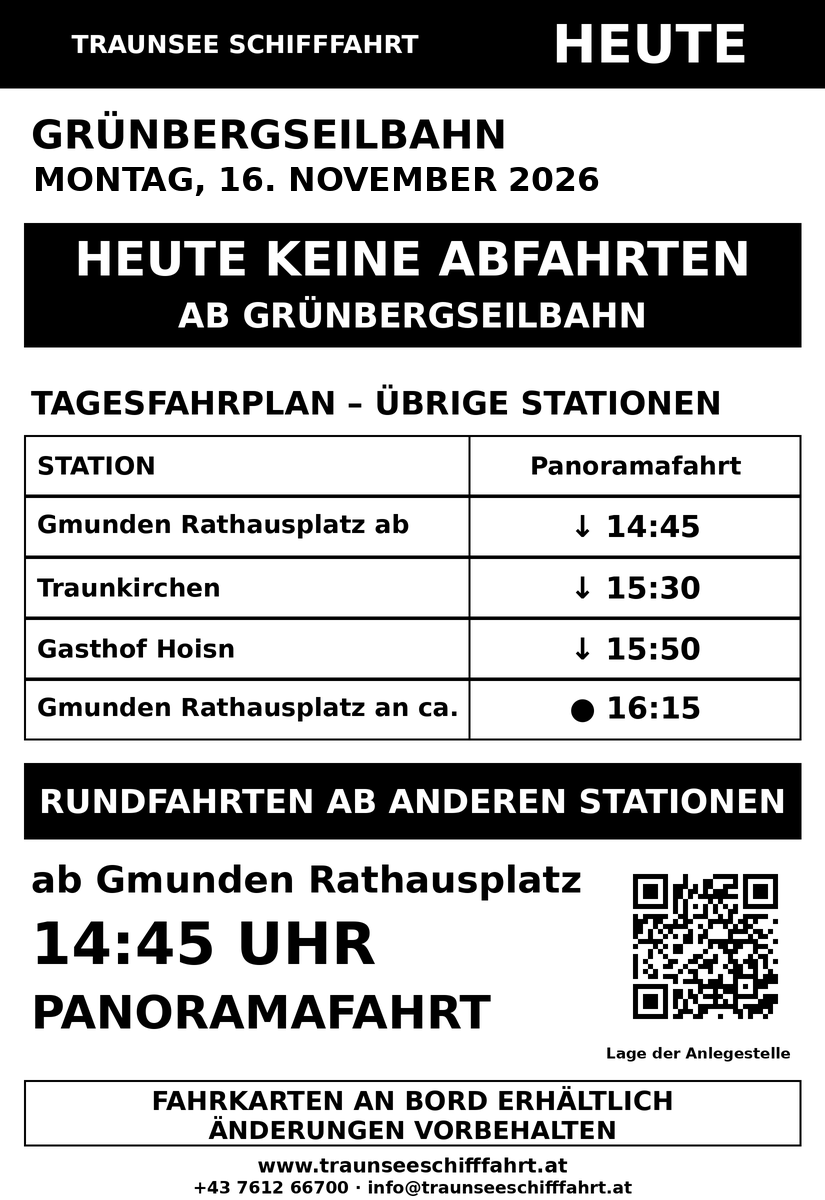 TRAUNSEE SCHIFFFAHRT HEUTE
GRÜNBERGSEILBAHN
MONTAG, 16. NOVEMBER 2026
HEUTE KEINE ABFAHRTEN
AB GRÜNBERGSEILBAHN
TAGESFAHRPLAN – ÜBRIGE STATIONEN
STATION Panoramafahrt
Gmunden Rathausplatz ab ↓ 14:45
Traunkirchen ↓ 15:30
Gasthof Hoisn ↓ 15:50
Gmunden Rathausplatz an ca. ● 16:15
RUNDFAHRTEN AB ANDEREN STATIONEN
ab Gmunden Rathausplatz
14:45 UHR
PANORAMAFAHRT
Lage der Anlegestelle
FAHRKARTEN AN BORD ERHÄLTLICH
ÄNDERUNGEN VORBEHALTEN
www.traunseeschifffahrt.at
+43 7612 66700 · info@traunseeschifffahrt.at